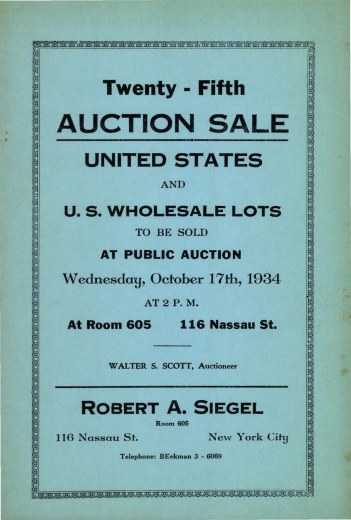 Twenty - Fifth
AUCTION SALE
UNITED STATES
AND
U. S. WHOLESALE LOTS
TO BE SOLD
AT PUBLIC AUCTION
Wednesday, October 17th, 1934
AT 2 P. M.
At Room 605 116 Nassau St.
WALTER S. SCOTT, Auctioneer
ROBERT A. SIEGEL
Room 605
116 Nassau St. New York City
Telephone: BEekman 3 - 6069